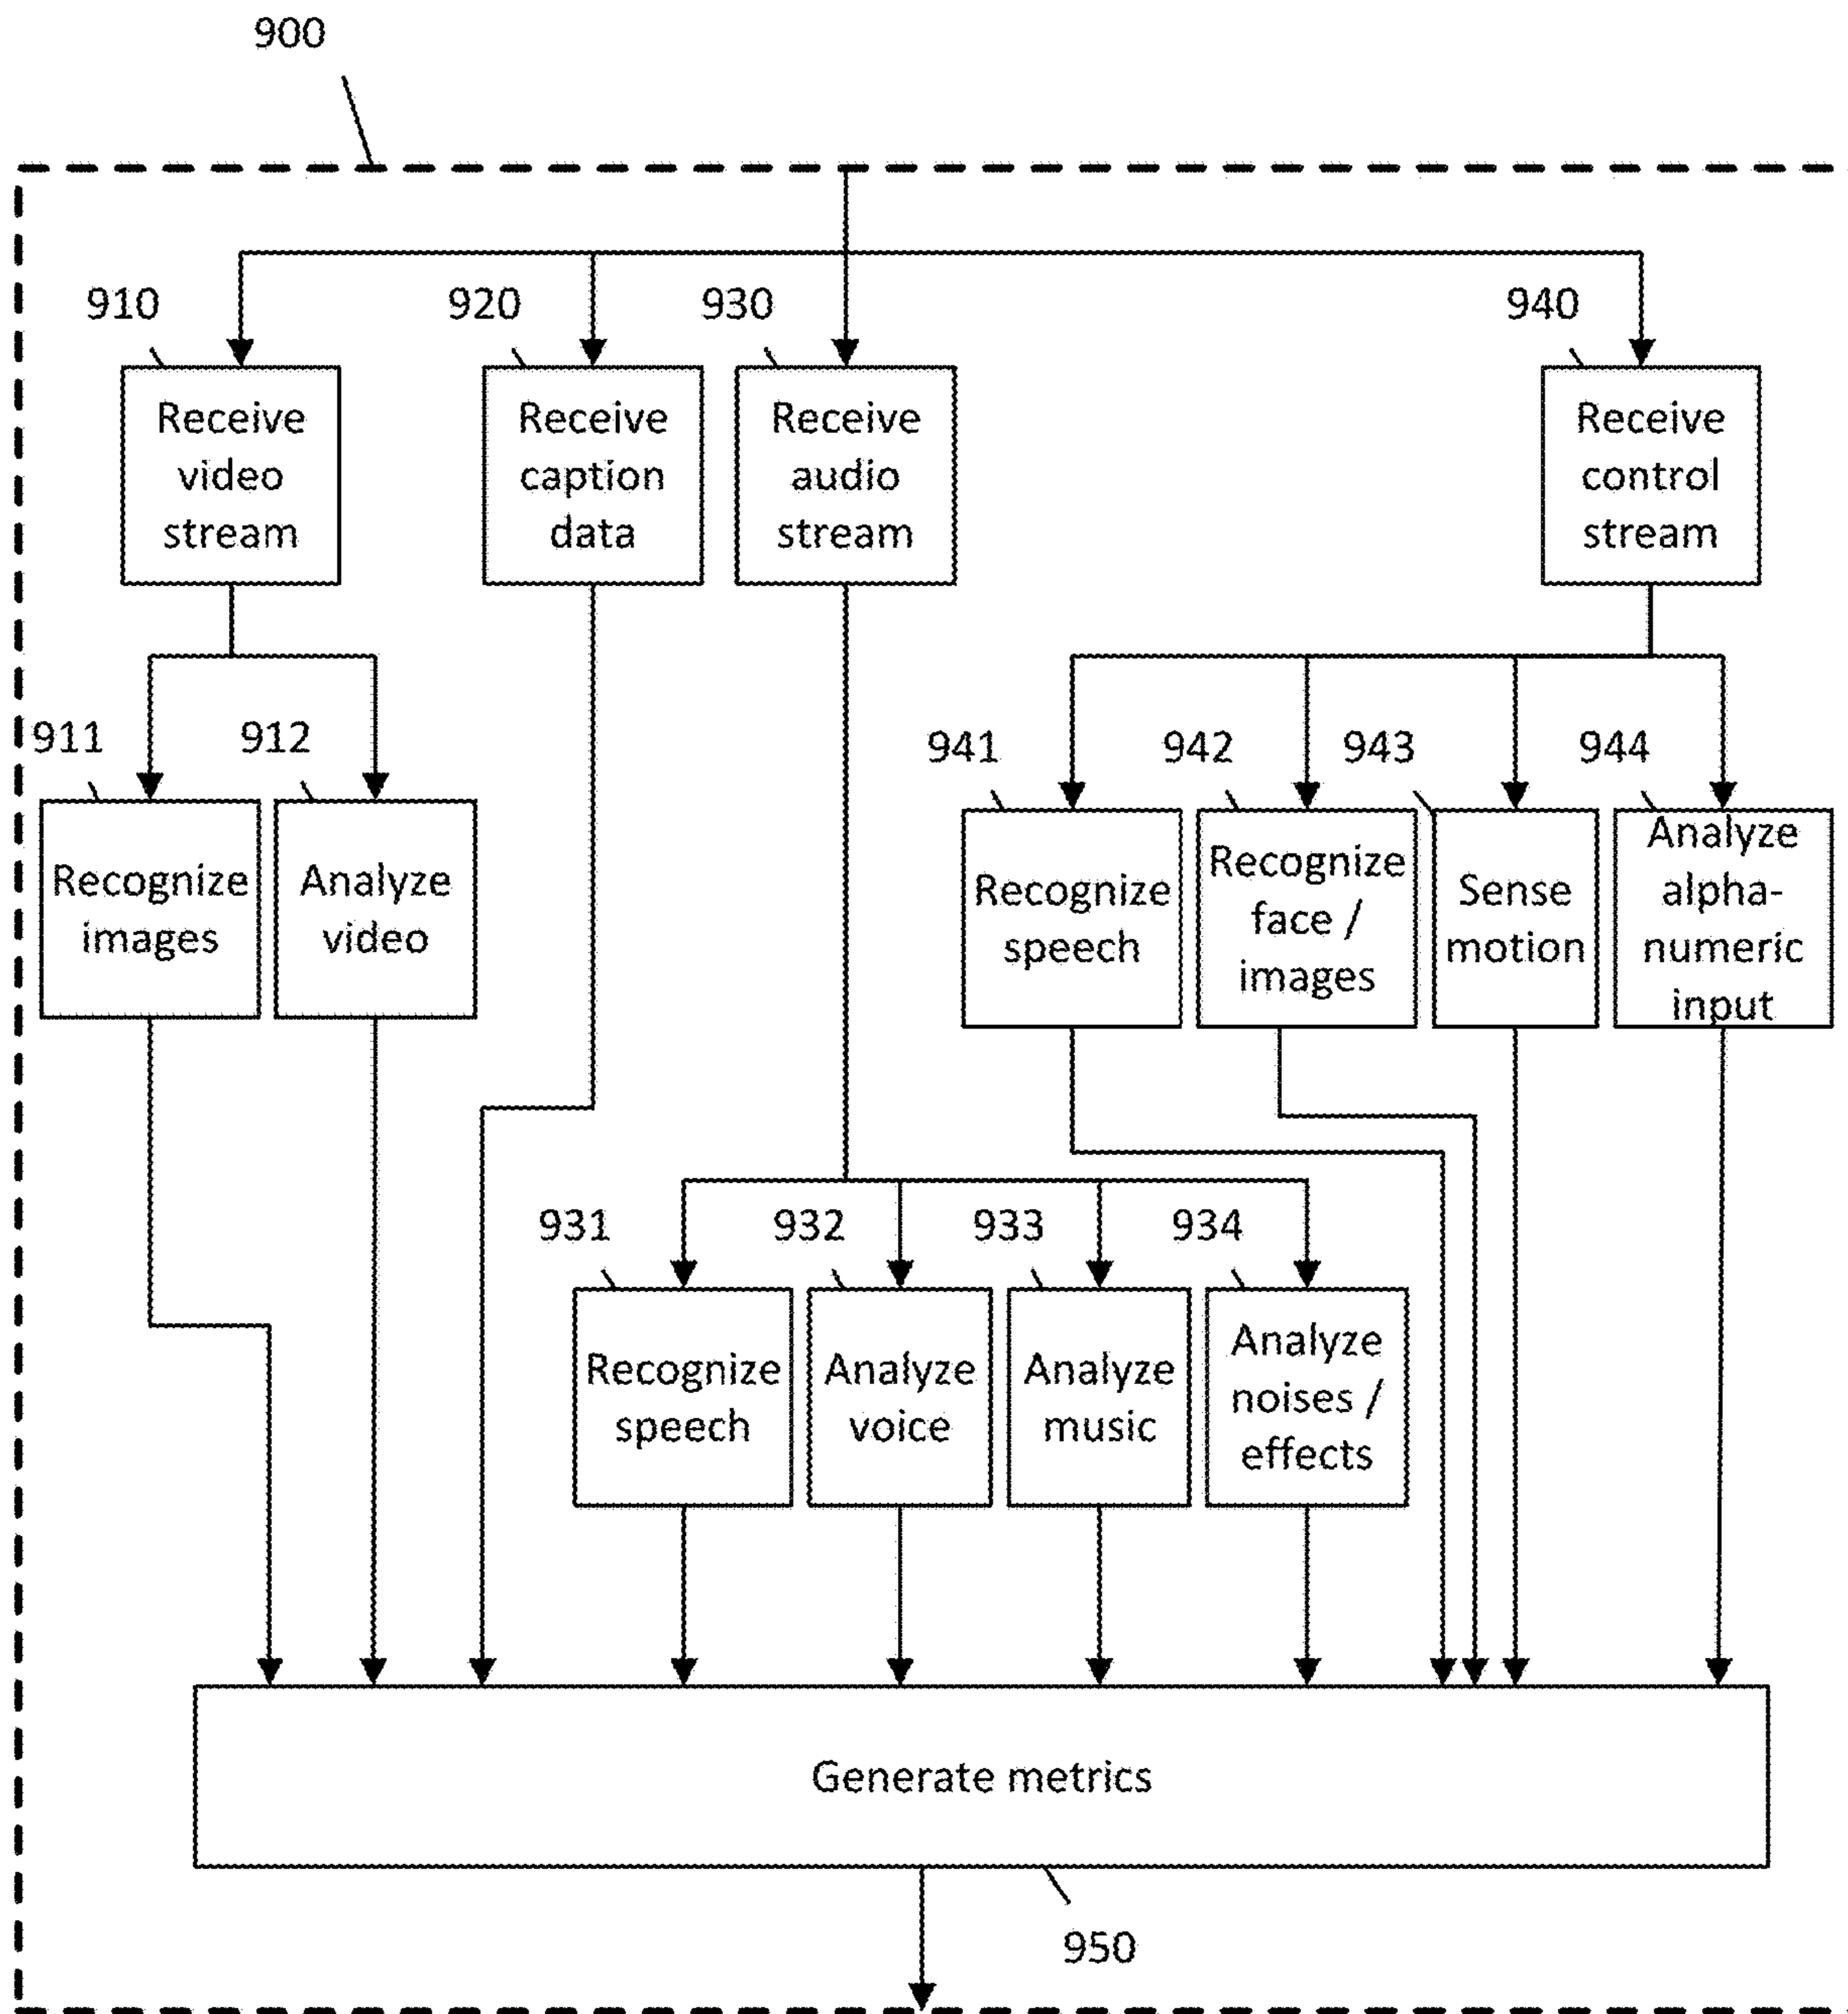 900
910
920
930
940
Receive
video
stream
Receive
caption
data
Receive
audio
stream
Receive
control
stream
911
912
941
942
943
944
Recognize
images
Analyze
video
Recognize
speech
Recognize
face /
images
Sense
motion
Analyze
alpha-
numeric
input
931
932
933
934
Recognize
speech
Analyze
voice
Analyze
music
Analyze
noises /
effects
Generate metrics
950